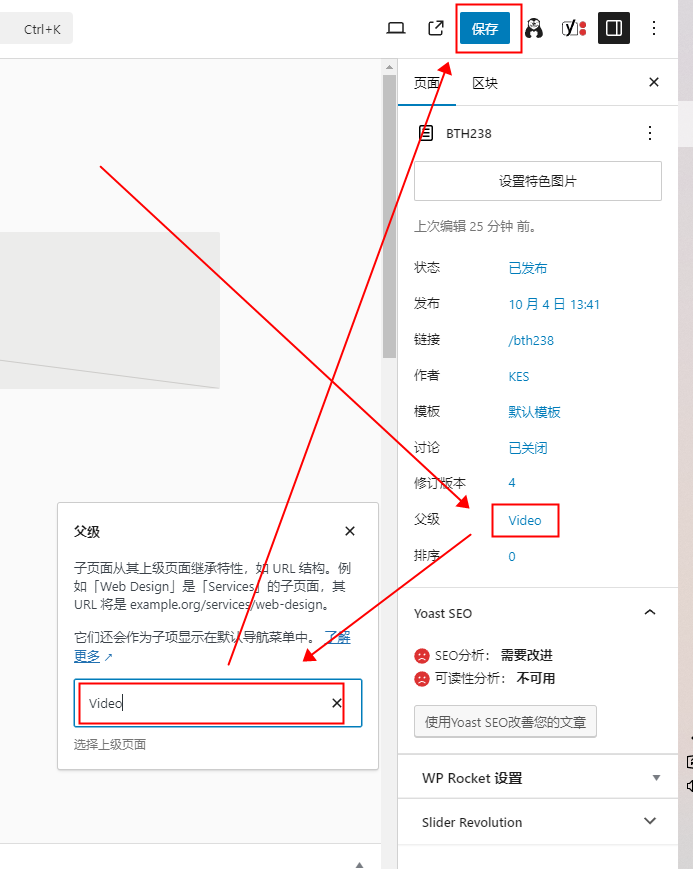 Ctrl+K
保存
页面
区块
BTH238
设置特色图片
上次编辑 25 分钟 前。
状态
已发布
发布
10 月 4 日 13:41
链接
/bth238
作者
KES
模板
默认模板
讨论
已关闭
修订版本
4
父级
Video
排序
0
父级
子页面从其上级页面继承特性，如 URL 结构。例
如「Web Design」是「Services」的子页面，其
URL 将是 example.org/services/web-design。
它们还会作为子项显示在默认导航菜单中。 了解
更多 ↗
Video
选择上级页面
Yoast SEO
SEO分析： 需要改进
可读性分析： 不可用
使用Yoast SEO改善您的文章
WP Rocket 设置
Slider Revolution